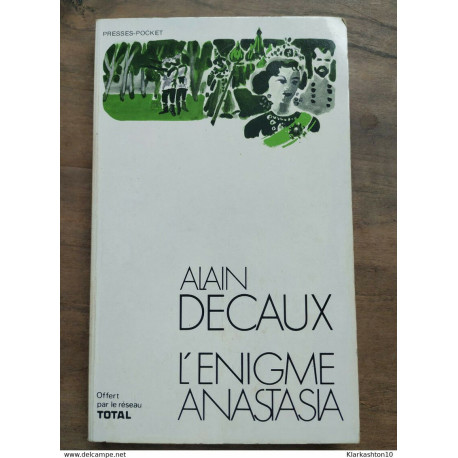 PRESSES-POCKET
ALAIN
DECAUX
L'ENIGME
ANASTASIA
Offert
par le réseau
TOTAL
www.delcampe.net
Klarkashton10